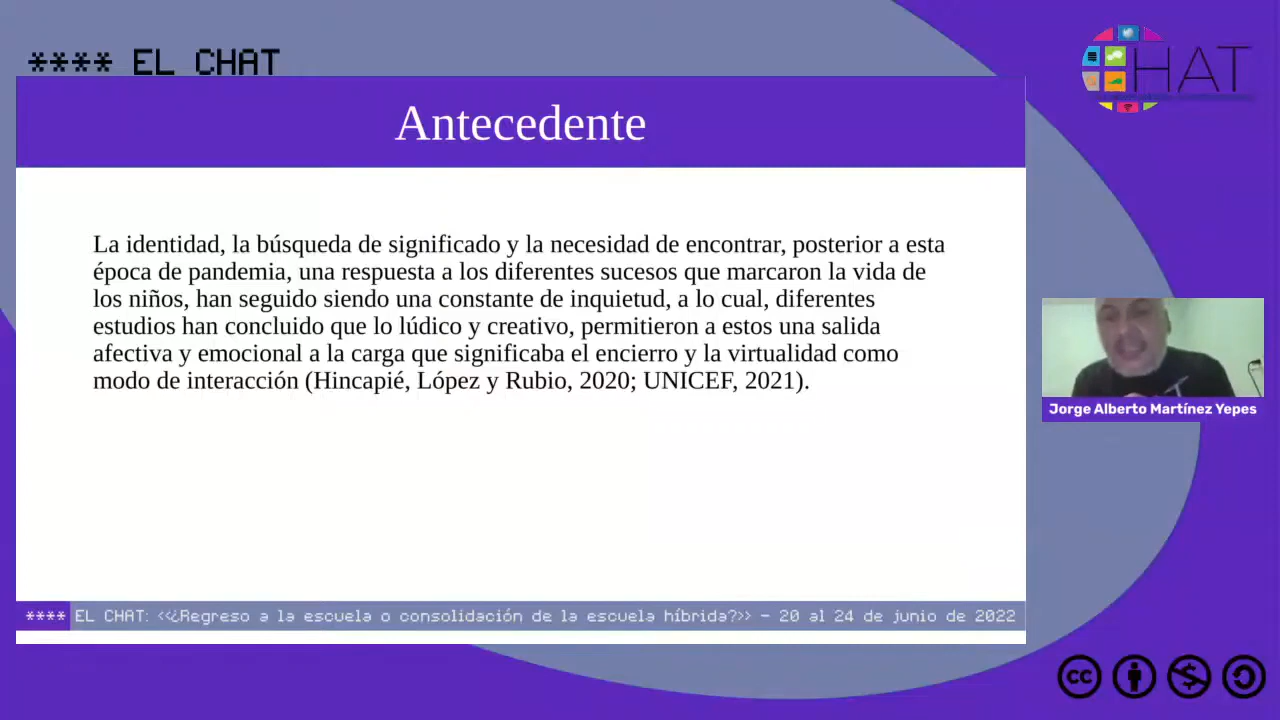 **** EL CHAT
HAT
Antecedente
La identidad, la búsqueda de significado y la necesidad de encontrar, posterior a esta
época de pandemia, una respuesta a los diferentes sucesos que marcaron la vida de
los niños, han seguido siendo una constante de inquietud, a lo cual, diferentes
estudios han concluido que lo lúdico y creativo, permitieron a estos una salida
afectiva y emocional a la carga que significaba el encierro y la virtualidad como
modo de interacción (Hincapié, López y Rubio, 2020; UNICEF, 2021).
Jorge Alberto Martínez Yepes
**** EL CHAT: <<¿Regreso a la escuela o consolidación de la escuela híbrida?>> - 20 al 24 de junio de 2022
cc